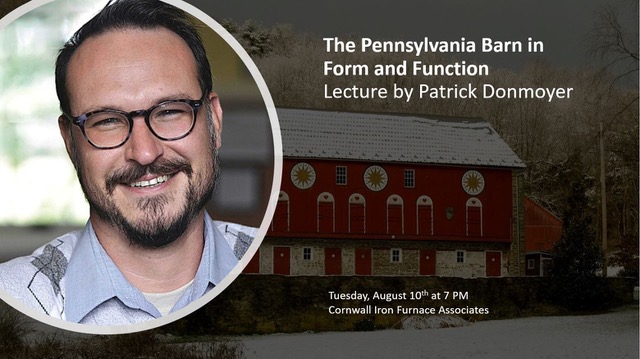 The Pennsylvania Barn in
Form and Function
Lecture by Patrick Donmoyer
Tuesday, August 10th at 7 PM
Cornwall Iron Furnace Associates